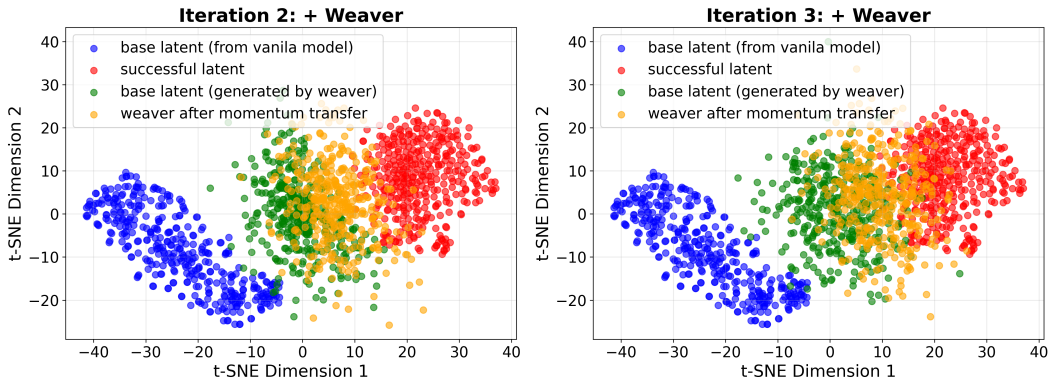 Iteration 2: + Weaver
base latent (from vanila model)
successful latent
base latent (generated by weaver)
weaver after momentum transfer
40
30
20
10
0
−10
−20
t-SNE Dimension 2
−40
−30
−20
−10
0
10
20
30
40
t-SNE Dimension 1
Iteration 3: + Weaver
base latent (from vanila model)
successful latent
base latent (generated by weaver)
weaver after momentum transfer
40
30
20
10
0
−10
−20
t-SNE Dimension 2
−40
−30
−20
−10
0
10
20
30
40
t-SNE Dimension 1